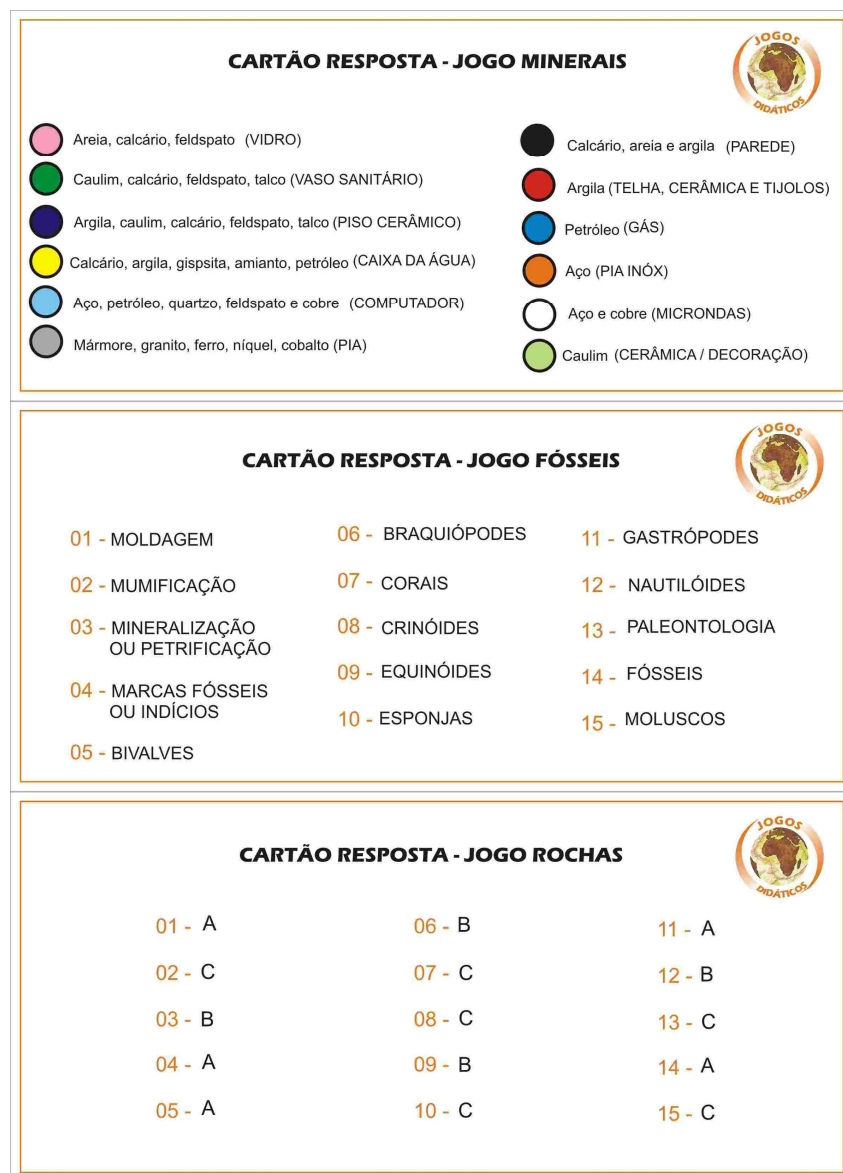 CARTÃO RESPOSTA - JOGO MINERAIS
JOGOS
DIDÁTICOS
Areia, calcário, feldspato (VIDRO)
Caulim, calcário, feldspato, talco (VASO SANITÁRIO)
Argila, caulim, calcário, feldspato, talco (PISO CERÂMICO)
Calcário, argila, gispsita, amianto, petróleo (CAIXA DA ÁGUA)
Aço, petróleo, quartzo, feldspato e cobre (COMPUTADOR)
Mármore, granito, ferro, níquel, cobalto (PIA)
Calcário, areia e argila (PAREDE)
Argila (TELHA, CERÂMICA E TIJOLOS)
Petróleo (GÁS)
Aço (PIA INÓX)
Aço e cobre (MICRONDAS)
Caulim (CERÂMICA / DECORAÇÃO)
CARTÃO RESPOSTA - JOGO FÓSSEIS
JOGOS
DIDÁTICOS
01 - MOLDAGEM
02 - MUMIFICAÇÃO
03 - MINERALIZAÇÃO
OU PETRIFICAÇÃO
04 - MARCAS FÓSSEIS
OU INDÍCIOS
05 - BIVALVES
06 - BRAQUIÓPODES
07 - CORAIS
08 - CRINÓIDES
09 - EQUINÓIDES
10 - ESPONJAS
11 - GASTRÓPODES
12 - NAUTILÓIDES
13 - PALEONTOLOGIA
14 - FÓSSEIS
15 - MOLUSCOS
CARTÃO RESPOSTA - JOGO ROCHAS
JOGOS
DIDÁTICOS
01 - A
02 - C
03 - B
04 - A
05 - A
06 - B
07 - C
08 - C
09 - B
10 - C
11 - A
12 - B
13 - C
14 - A
15 - C